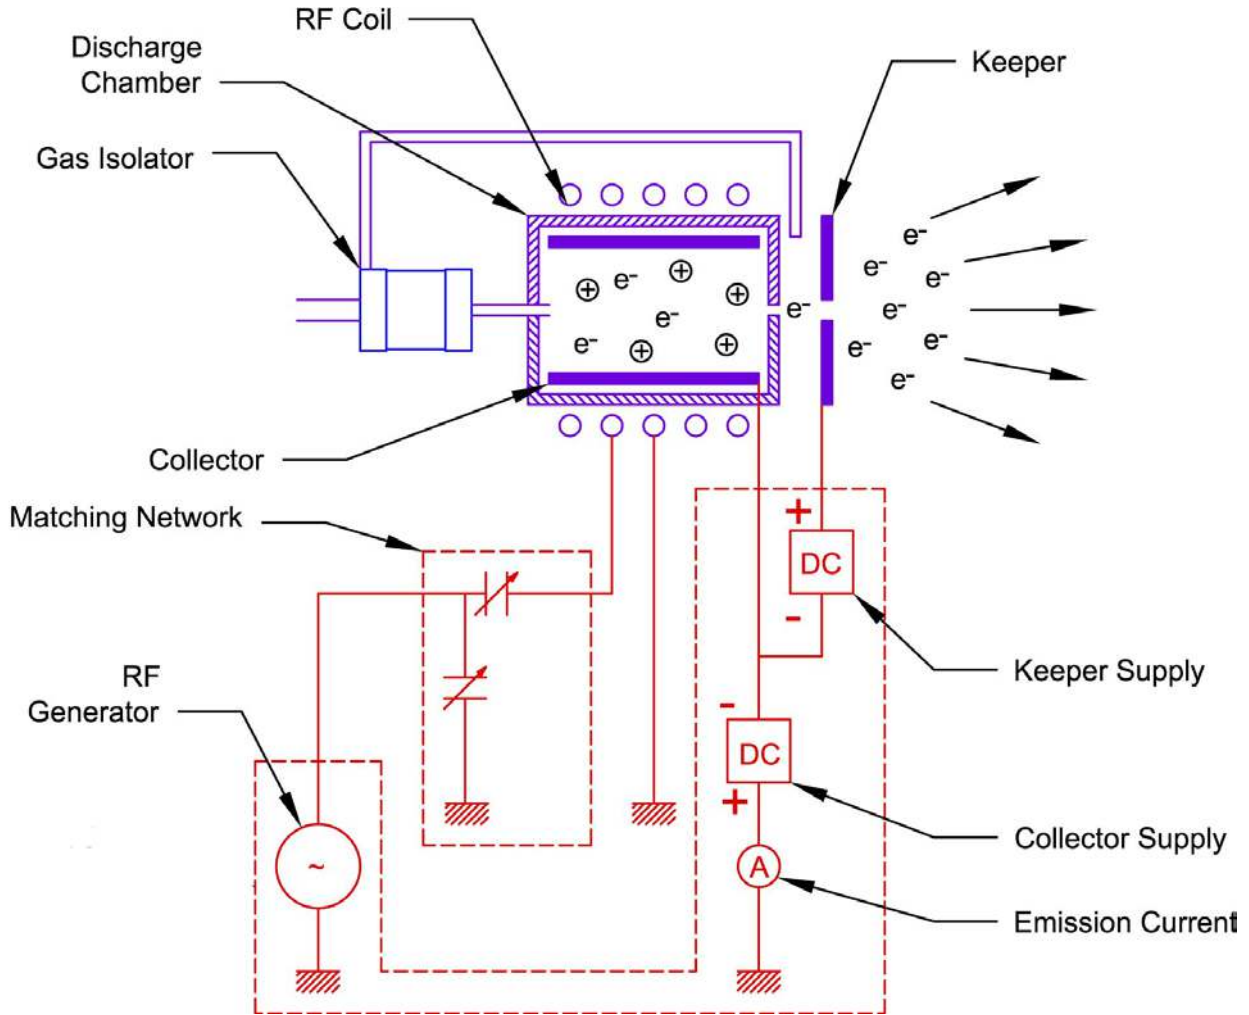 RF Coil
Discharge
Chamber
Keeper
Gas Isolator
e-
e-
e-
e-
e-
e-
e-
e-
e-
e-
e-
Collector
Matching Network
+
DC
-
Keeper Supply
RF
Generator
-
DC
+
Collector Supply
~
A
Emission Current